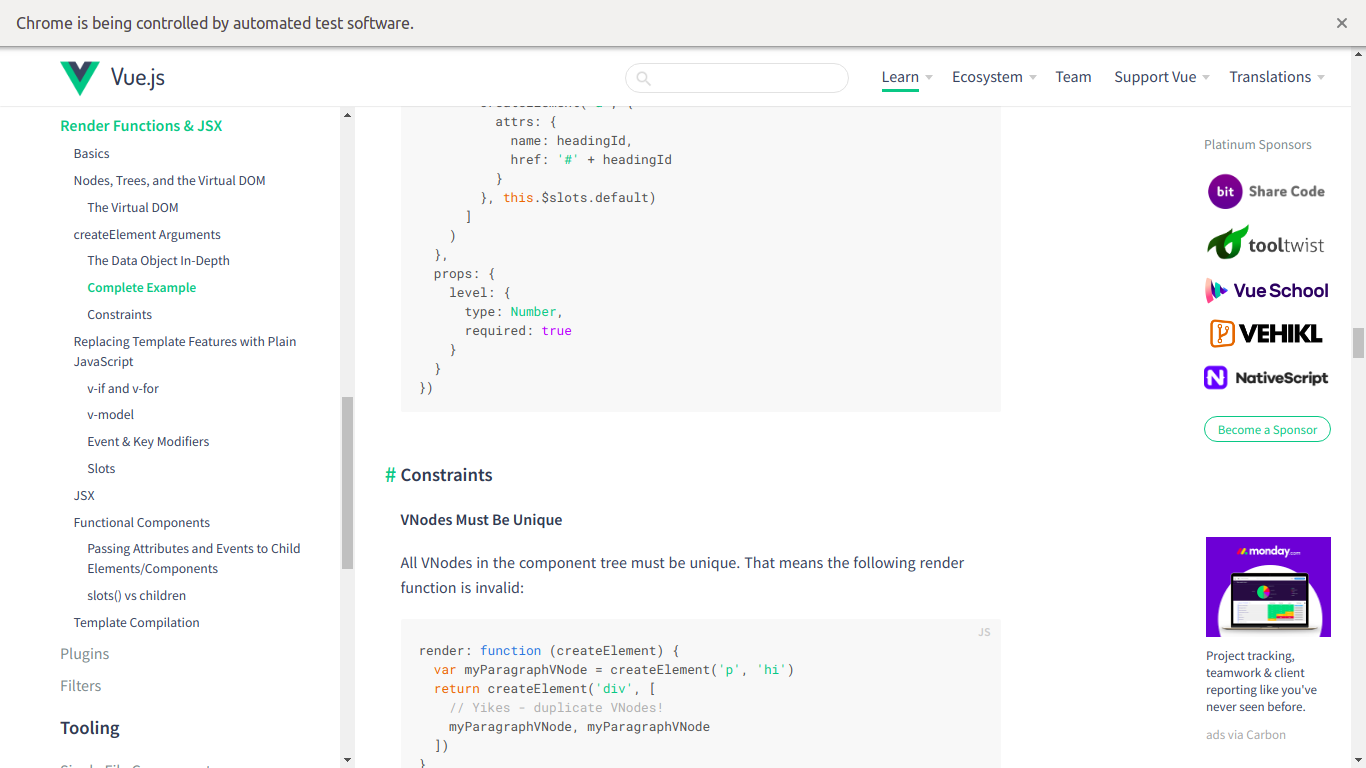 Chrome is being controlled by automated test software.
Vue.js
Learn
Ecosystem
Team
Support Vue
Translations
Render Functions & JSX
Basics
Nodes, Trees, and the Virtual DOM
The Virtual DOM
createElement Arguments
The Data Object In-Depth
Complete Example
Constraints
Replacing Template Features with Plain
JavaScript
v-if and v-for
v-model
Event & Key Modifiers
Slots
JSX
Functional Components
Passing Attributes and Events to Child
Elements/Components
slots() vs children
Template Compilation
Plugins
Filters
Tooling
attrs: {
name: headingId,
href: '#' + headingId
}
}, this.$slots.default)
]
)
},
props: {
level: {
type: Number,
required: true
}
}
})
# Constraints
VNodes Must Be Unique
All VNodes in the component tree must be unique. That means the following render
function is invalid:
JS
render: function (createElement) {
var myParagraphVNode = createElement('p', 'hi')
return createElement('div', [
// Yikes - duplicate VNodes!
myParagraphVNode, myParagraphVNode
])
}
Platinum Sponsors
bit Share Code
tooltwist
Vue School
VEHIKL
NativeScript
Become a Sponsor
monday.com
Project tracking,
teamwork & client
reporting like you've
never seen before.
ads via Carbon